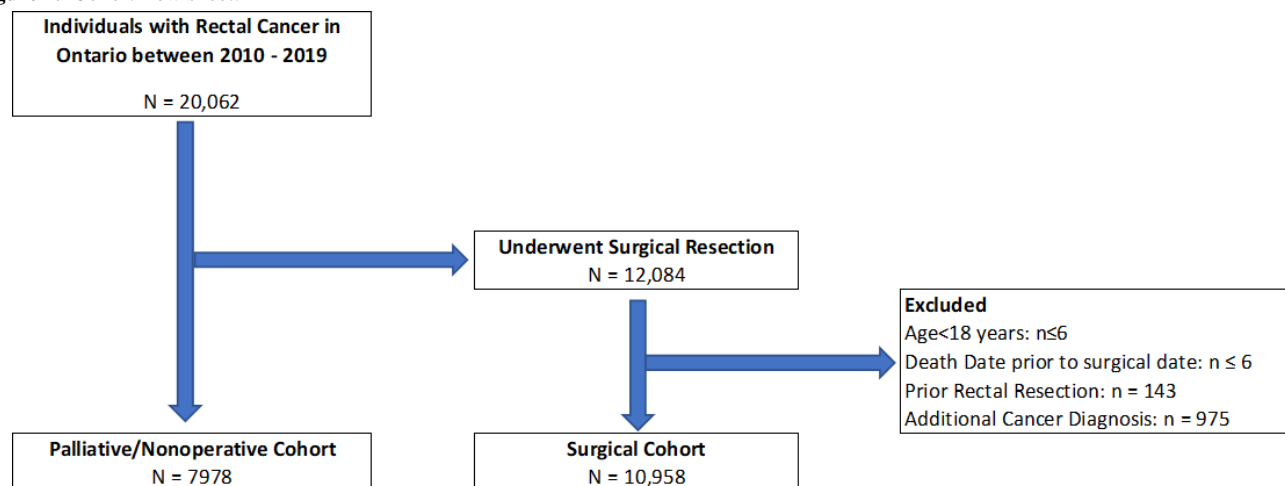 Individuals with Rectal Cancer in
Ontario between 2010 - 2019
N = 20,062
Underwent Surgical Resection
N = 12,084
Excluded
Age<18 years: n≤6
Death Date prior to surgical date: n ≤ 6
Prior Rectal Resection: n = 143
Additional Cancer Diagnosis: n = 975
Palliative/Nonoperative Cohort
N = 7978
Surgical Cohort
N = 10,958